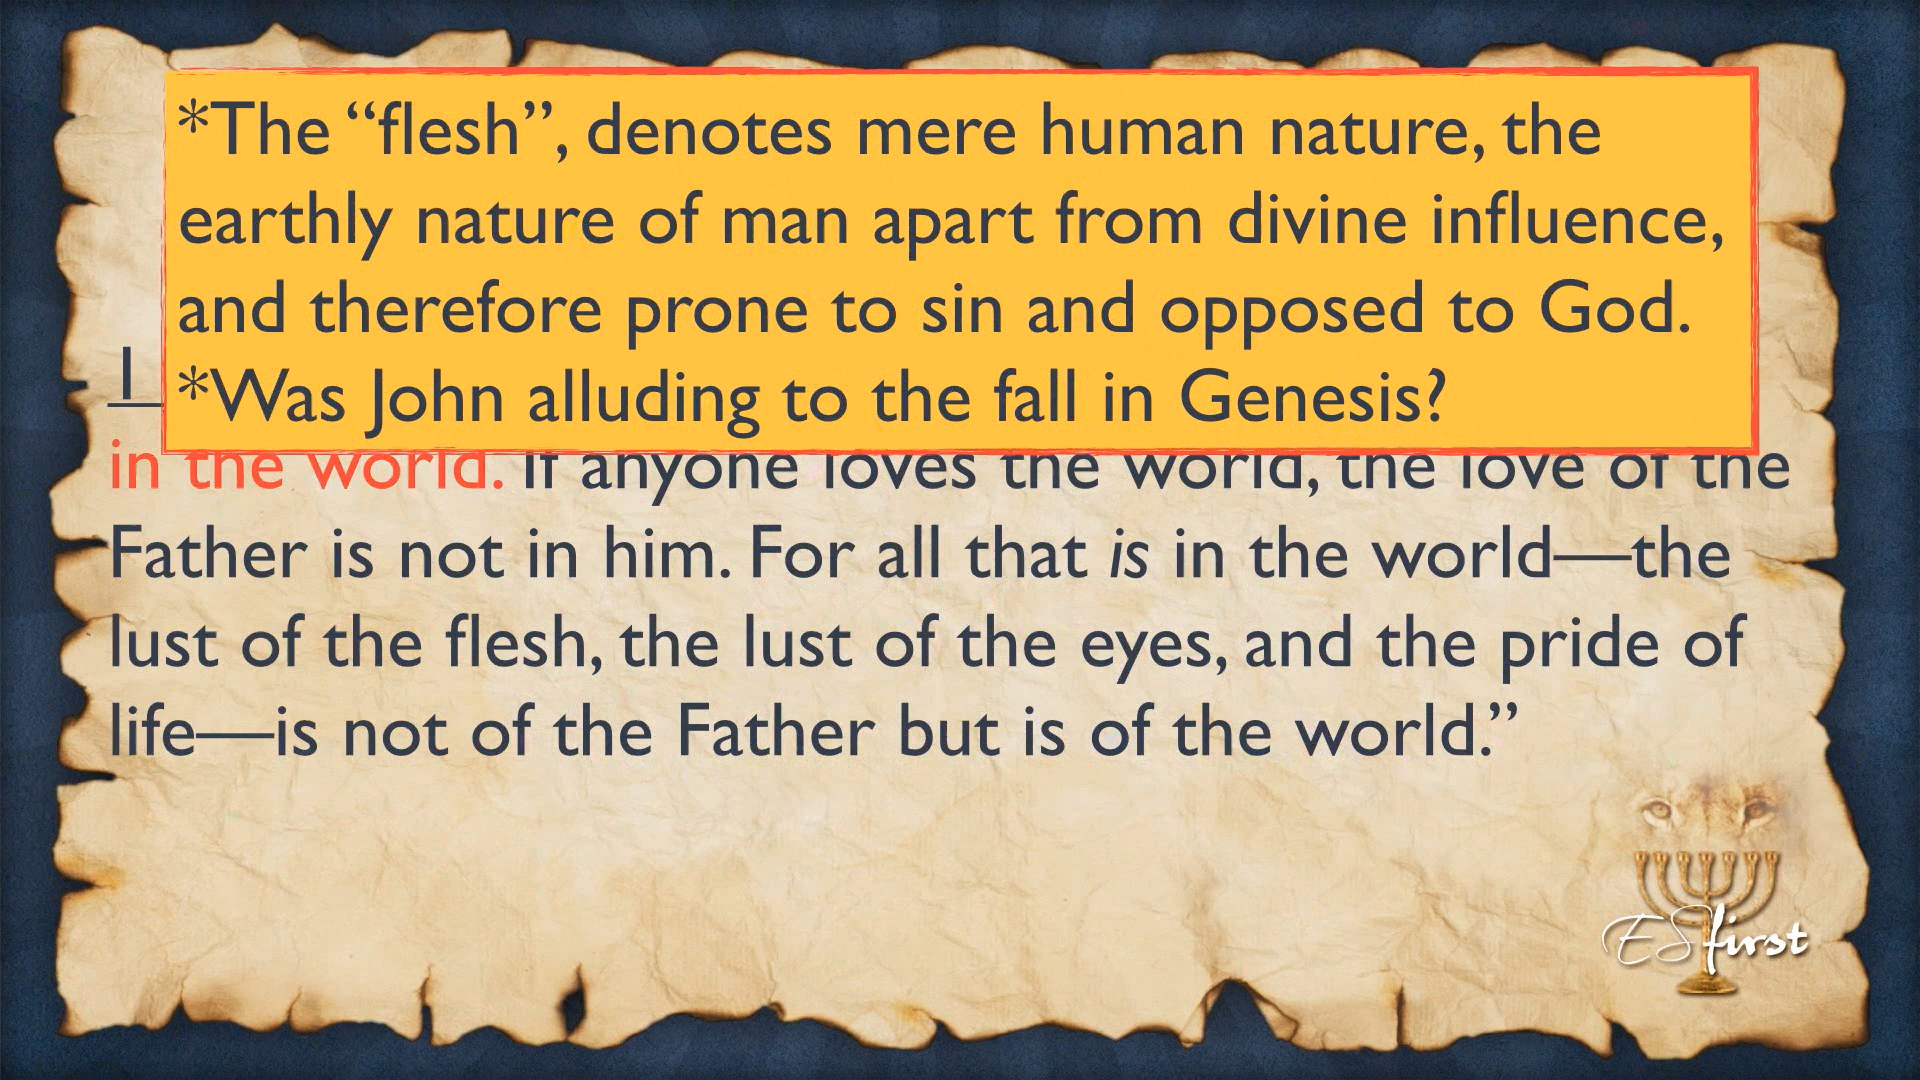 *The “flesh”, denotes mere human nature, the
earthly nature of man apart from divine influence,
and therefore prone to sin and opposed to God.
*Was John alluding to the fall in Genesis?
1
in the world. If anyone loves the world, the love of the
Father is not in him. For all that is in the world—the
lust of the flesh, the lust of the eyes, and the pride of
life—is not of the Father but is of the world.”
ESfirst